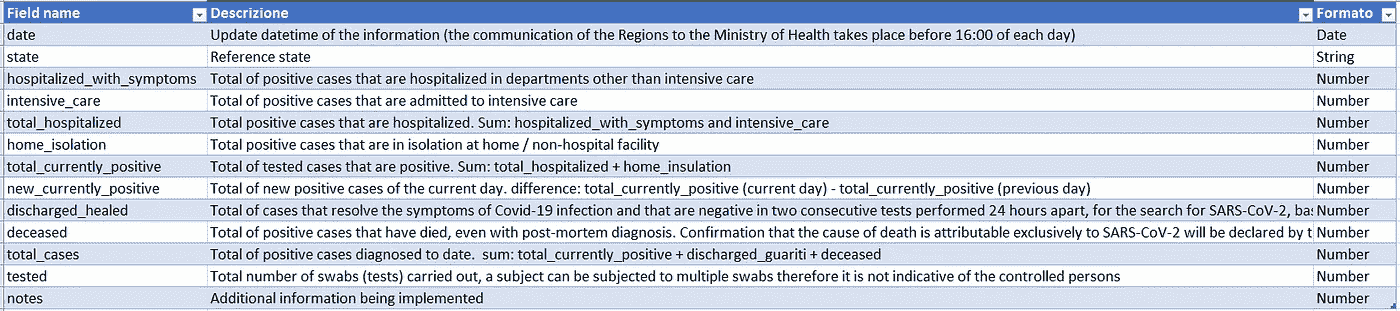 Field name Descrizione Formato
date Update datetime of the information (the communication of the Regions to the Ministry of Health takes place before 16:00 of each day) Date
state Reference state String
hospitalized_with_symptoms Total of positive cases that are hospitalized in departments other than intensive care Number
intensive_care Total of positive cases that are admitted to intensive care Number
total_hospitalized Total positive cases that are hospitalized. Sum: hospitalized_with_symptoms and intensive_care Number
home_isolation Total positive cases that are in isolation at home / non-hospital facility Number
total_currently_positive Total of tested cases that are positive. Sum: total_hospitalized + home_insulation Number
new_currently_positive Total of new positive cases of the current day. difference: total_currently_positive (current day) - total_currently_positive (previous day) Number
discharged_healed Total of cases that resolve the symptoms of Covid-19 infection and that are negative in two consecutive tests performed 24 hours apart, for the search for SARS-CoV-2, Number
deceased Total of positive cases that have died, even with post-mortem diagnosis. Confirmation that the cause of death is attributable exclusively to SARS-CoV-2 will be declared by Number
total_cases Total of positive cases diagnosed to date. sum: total_currently_positive + discharged_guariti + deceased Number
tested Total number of swabs (tests) carried out, a subject can be subjected to multiple swabs therefore it is not indicative of the controlled persons Number
notes Additional information being implemented Number